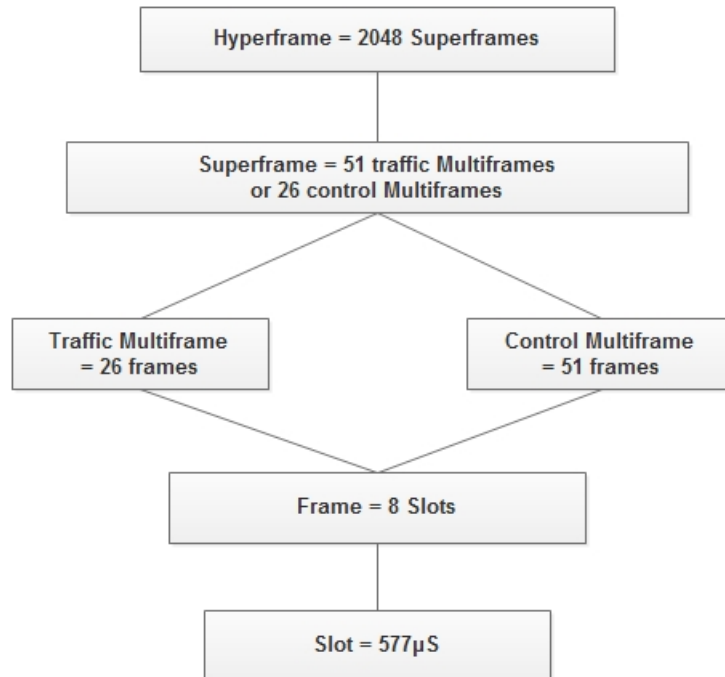 Hyperframe = 2048 Superframes
Superframe = 51 traffic Multiframes
or 26 control Multiframes
Traffic Multiframe
= 26 frames
Control Multiframe
= 51 frames
Frame = 8 Slots
Slot = 577µS